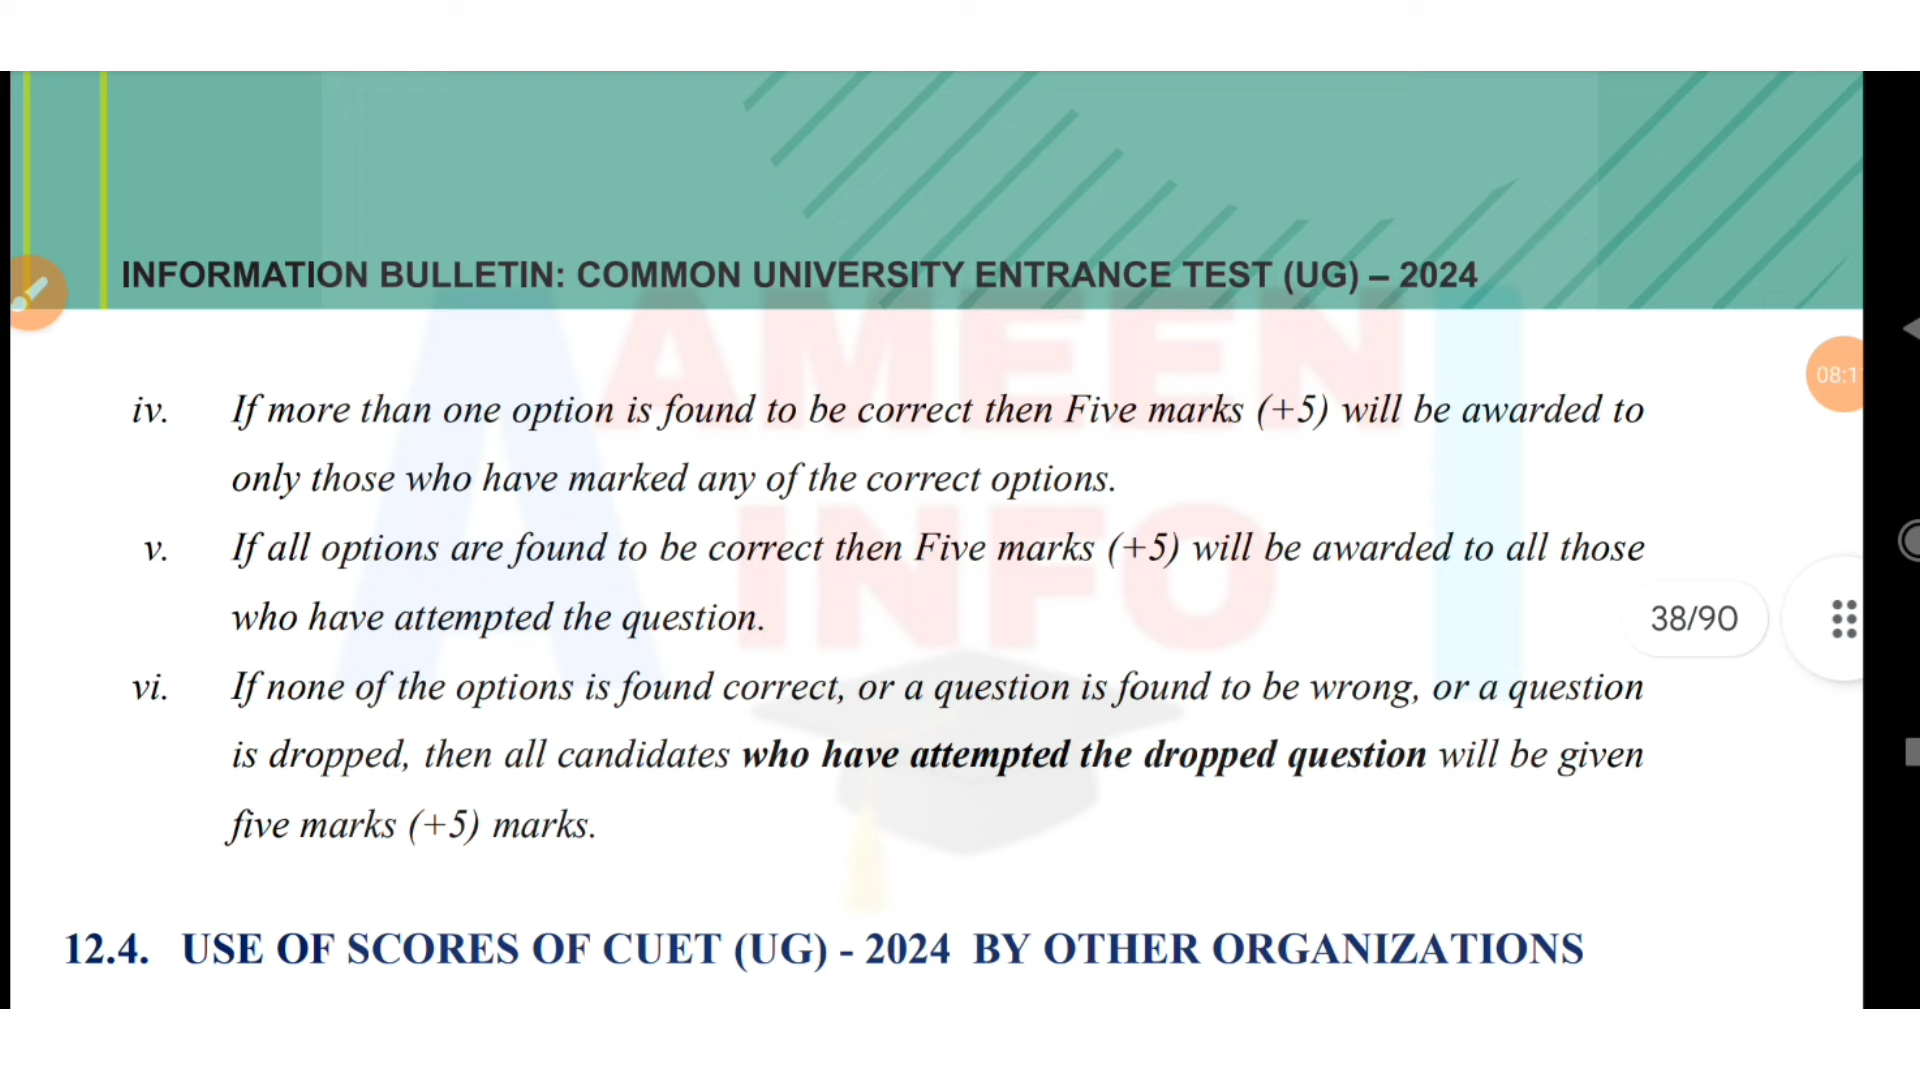 INFORMATION BULLETIN: COMMON UNIVERSITY ENTRANCE TEST (UG) – 2024
AMEEN
INFO
08:1
iv. If more than one option is found to be correct then Five marks (+5) will be awarded to
only those who have marked any of the correct options.
v. If all options are found to be correct then Five marks (+5) will be awarded to all those
who have attempted the question.
38/90
vi. If none of the options is found correct, or a question is found to be wrong, or a question
is dropped, then all candidates who have attempted the dropped question will be given
five marks (+5) marks.
12.4. USE OF SCORES OF CUET (UG) - 2024 BY OTHER ORGANIZATIONS